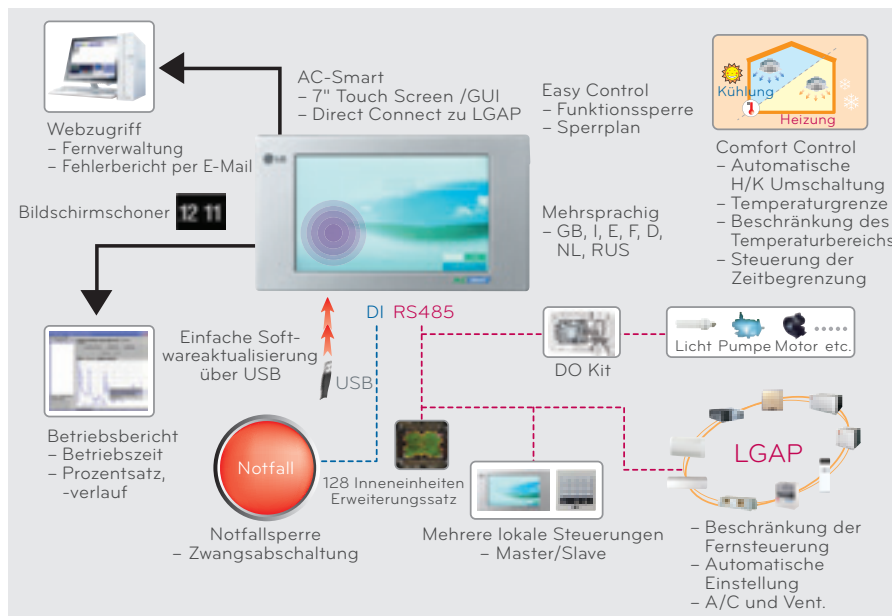 AC-Smart
– 7" Touch Screen /GUI
– Direct Connect zu LGAP
Easy Control
– Funktionssperre
– Sperrplan
Kühlung
Heizung
Webzugriff
– Fernverwaltung
– Fehlerbericht per E-Mail
Comfort Control
– Automatische
H/K Umschaltung
– Temperaturgrenze
– Beschränkung des
Temperaturbereichs
– Steuerung der
Zeitbegrenzung
LG
Bildschirmschoner
12 11
Mehrsprachig
– GB, I, E, F, D,
NL, RUS
DI RS485
Einfache Soft-
wareaktualisierung
über USB
USB
DO Kit
Licht Pumpe Motor etc.
Betriebsbericht
– Betriebszeit
– Prozentsatz,
-verlauf
Notfall
128 Inneneinheiten
Erweiterungssatz
LGAP
Notfallsperre
– Zwangsabschaltung
Mehrere lokale Steuerungen
– Master/Slave
– Beschränkung der
Fernsteuerung
– Automatische
Einstellung
– A/C und Vent.